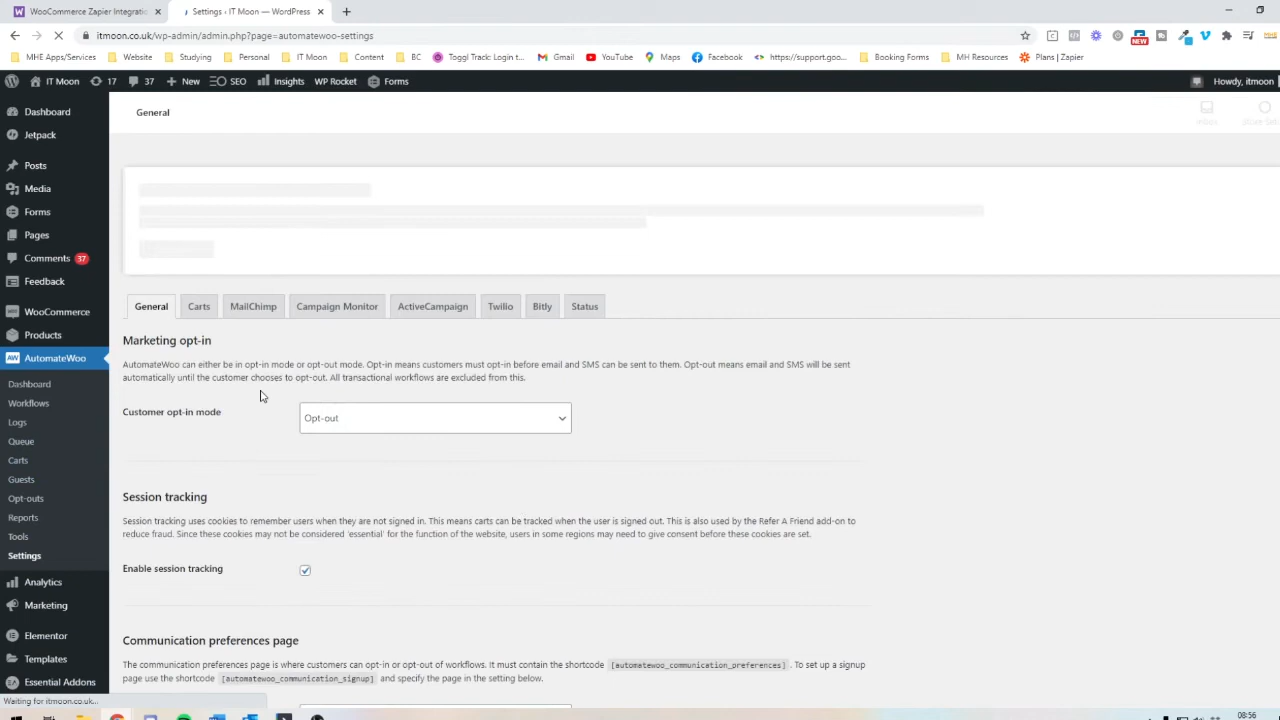 WooCommerce Zapier Integratio
Settings ‹ IT Moon — WordPress
itmoon.co.uk/wp-admin/admin.php?page=automatewoo-settings
MHE Apps/Services
Website
Studying
Personal
IT Moon
Content
BC
Toggl Track: Login t...
Gmail
YouTube
Maps
Facebook
https://support.goo...
Booking Forms
MH Resources
Plans | Zapier
NEW
IT Moon
17
37
New
SEO
Insights
WP Rocket
Forms
Howdy, itmoon
Dashboard
Jetpack
Posts
Media
Forms
Pages
Comments 37
Feedback
WooCommerce
Products
AutomateWoo
Dashboard
Workflows
Logs
Queue
Carts
Guests
Opt-outs
Reports
Tools
Settings
Analytics
Marketing
Elementor
Templates
Essential Addons
General
Inbox
General
Carts
MailChimp
Campaign Monitor
ActiveCampaign
Twilio
Bitly
Status
Marketing opt-in
AutomateWoo can either be in opt-in mode or opt-out mode. Opt-in means customers must opt-in before email and SMS can be sent to them. Opt-out means email and SMS will be sent
automatically until the customer chooses to opt-out. All transactional workflows are excluded from this.
Customer opt-in mode
Opt-out
Session tracking
Session tracking uses cookies to remember users when they are not signed in. This means carts can be tracked when the user is signed out. This is also used by the Refer A Friend add-on to
reduce fraud. Since these cookies may not be considered 'essential' for the function of the website, users in some regions may need to give consent before these cookies are set.
Enable session tracking
Communication preferences page
The communication preferences page is where customers can opt-in or opt-out of workflows. It must contain the shortcode [automatewoo_communication_preferences]. To set up a signup
page use the shortcode [automatewoo_communication_signup] and specify the page in the setting below.
Waiting for itmoon.co.uk...
08:56